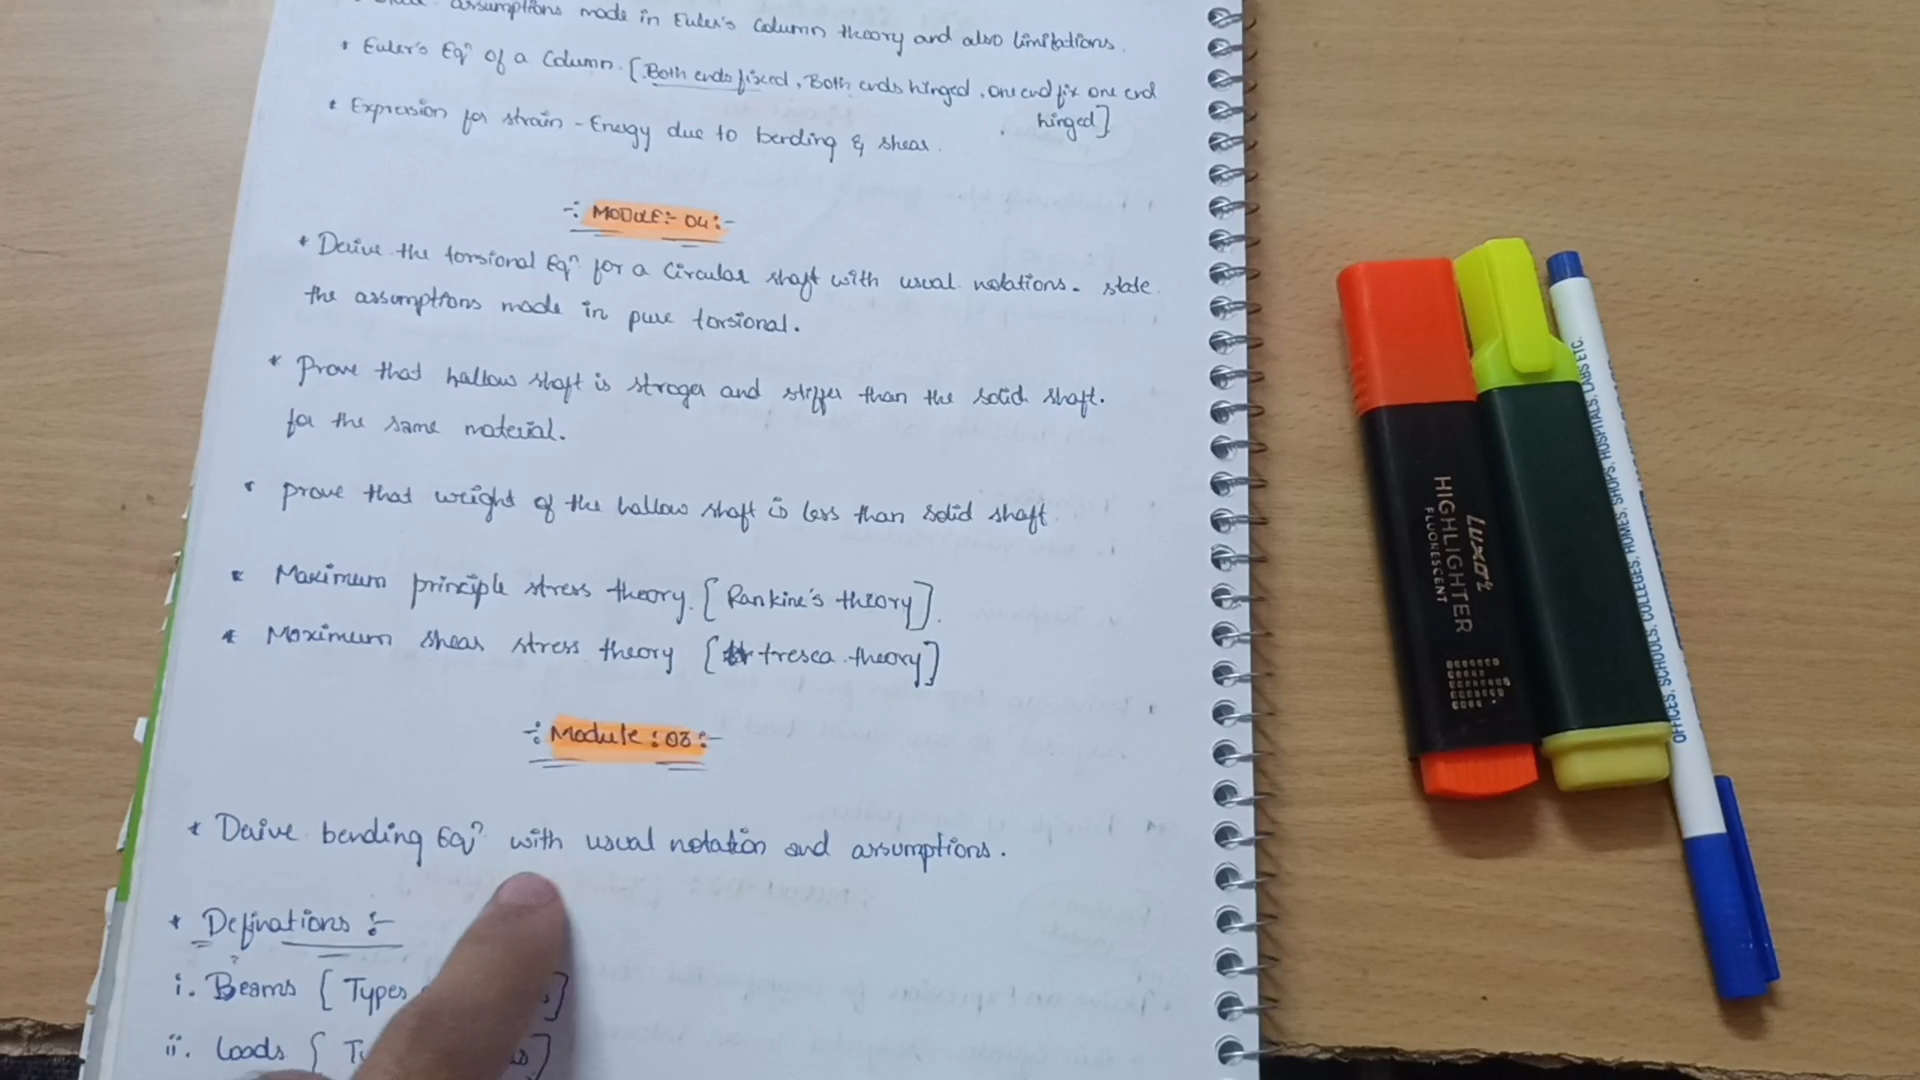 assumptions made in Euler's Column theory and also limitations.
* Euler's Eqn of a Column. [Both ends fixed, Both ends hinged, one end fix one end
hinged]
* Expression for strain-Energy due to bending & shear.
-: MODULE:- 04:-
* Derive the torsional Eqn for a Circular shaft with usual notations. state
the assumptions made in pure torsional.
* Prove that hallow shaft is stroger and stiffer than the solid shaft.
for the same material.
* prove that weight of the hallow shaft is less than solid shaft
* Maximum principle stress theory. [Rankine's theory].
* Maximum shear stress theory [tresca theory]
-: Module :03:-
* Derive bending Eqn with usual notation and assumptions.
* Definations :-
i. Beams [Types
ii. Loads [
Luxor
HIGHLIGHTER
FLUORESCENT
OFFICES, SCHOOLS, COLLEGES, HOMES, SHOPS, HOSPITALS, LABS ETC.